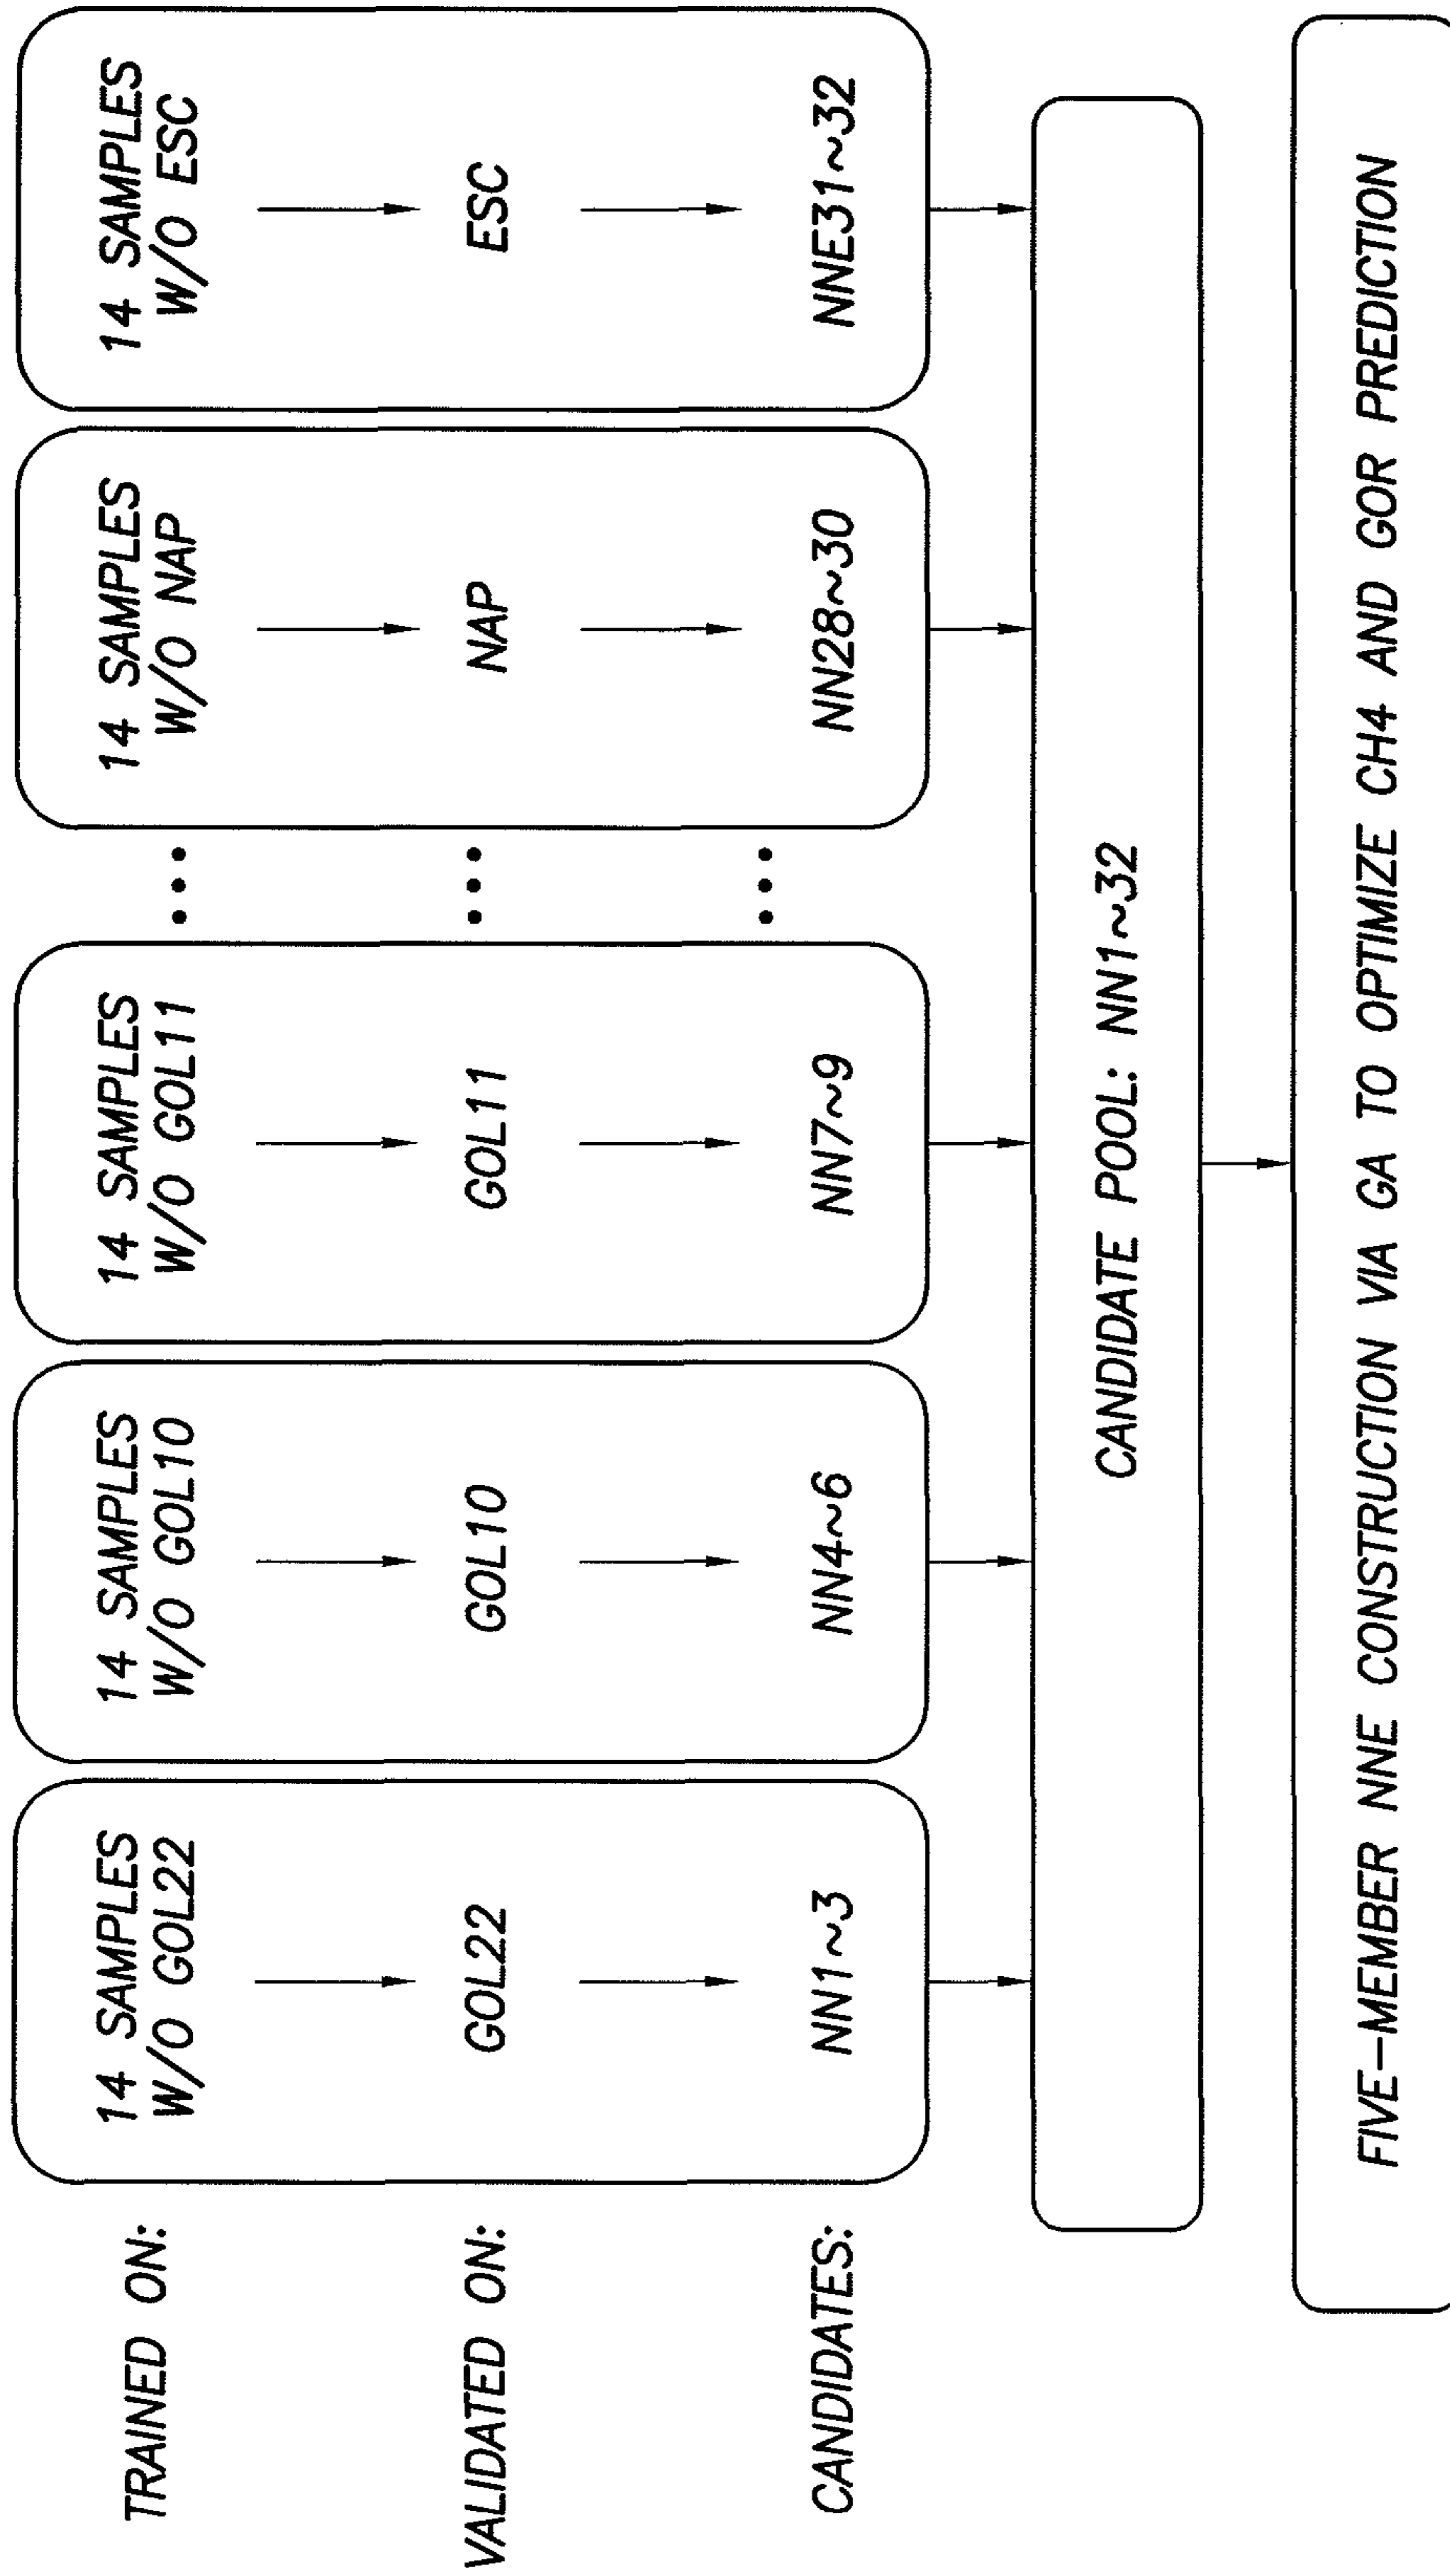 TRAINED ON:
14 SAMPLES
W/O GOL22
14 SAMPLES
W/O GOL10
14 SAMPLES
W/O GOL11
•••
14 SAMPLES
W/O NAP
14 SAMPLES
W/O ESC
VALIDATED ON:
GOL22
GOL10
GOL11
•••
NAP
ESC
CANDIDATES:
NN1~3
NN4~6
NN7~9
•••
NN28~30
NNE31~32
CANDIDATE POOL: NN1~32
FIVE-MEMBER NNE CONSTRUCTION VIA GA TO OPTIMIZE CH4 AND GOR PREDICTION